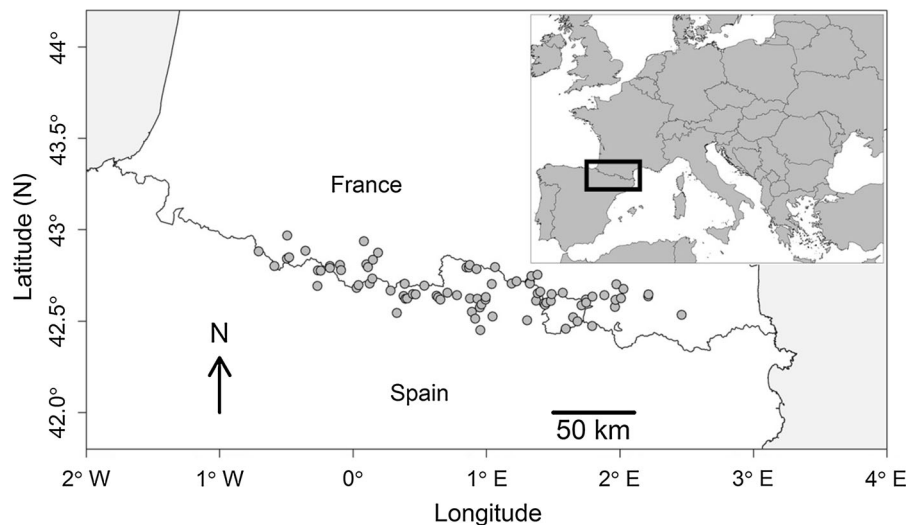 44°
43.5°
43°
42.5°
42.0°
Latitude (N)
France
Spain
N
50 km
2° W
1° W
0°
1° E
2° E
3° E
4° E
Longitude